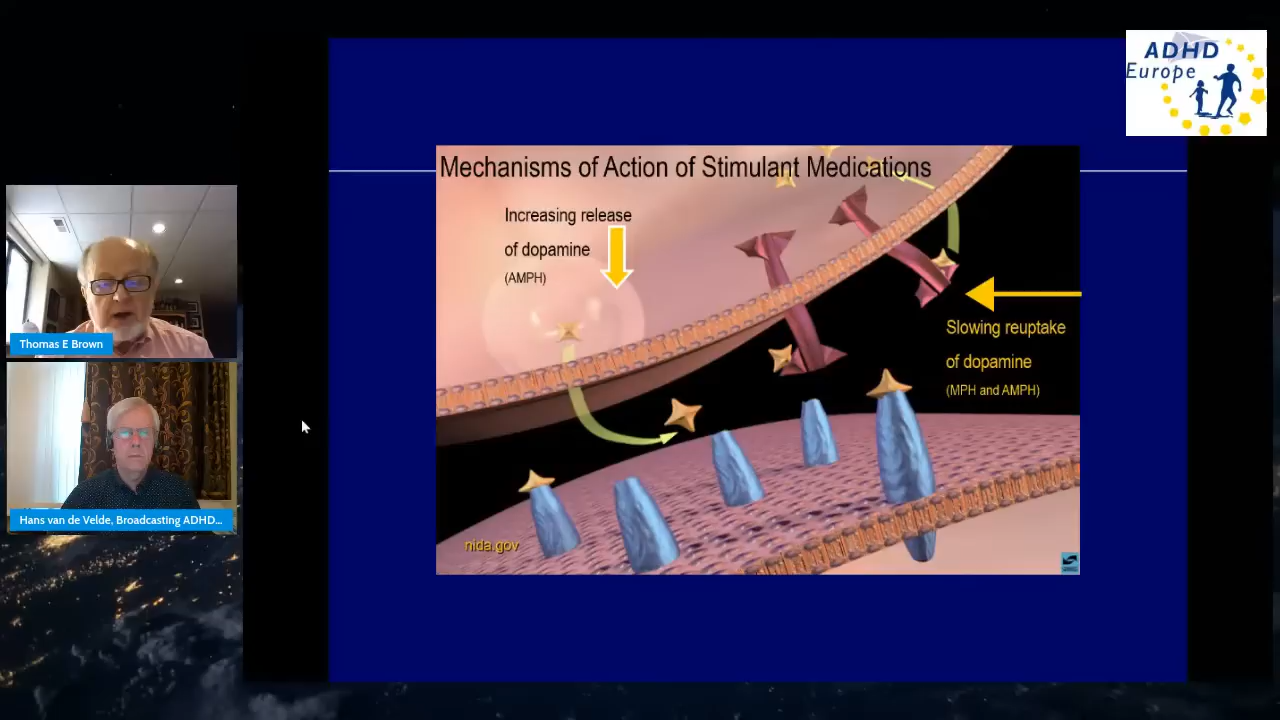 ADHD
Europe
Mechanisms of Action of Stimulant Medications
Increasing release
of dopamine
(AMPH)
Slowing reuptake
of dopamine
(MPH and AMPH)
nida.gov
Thomas E Brown
Hans van de Velde, Broadcasting ADHD...